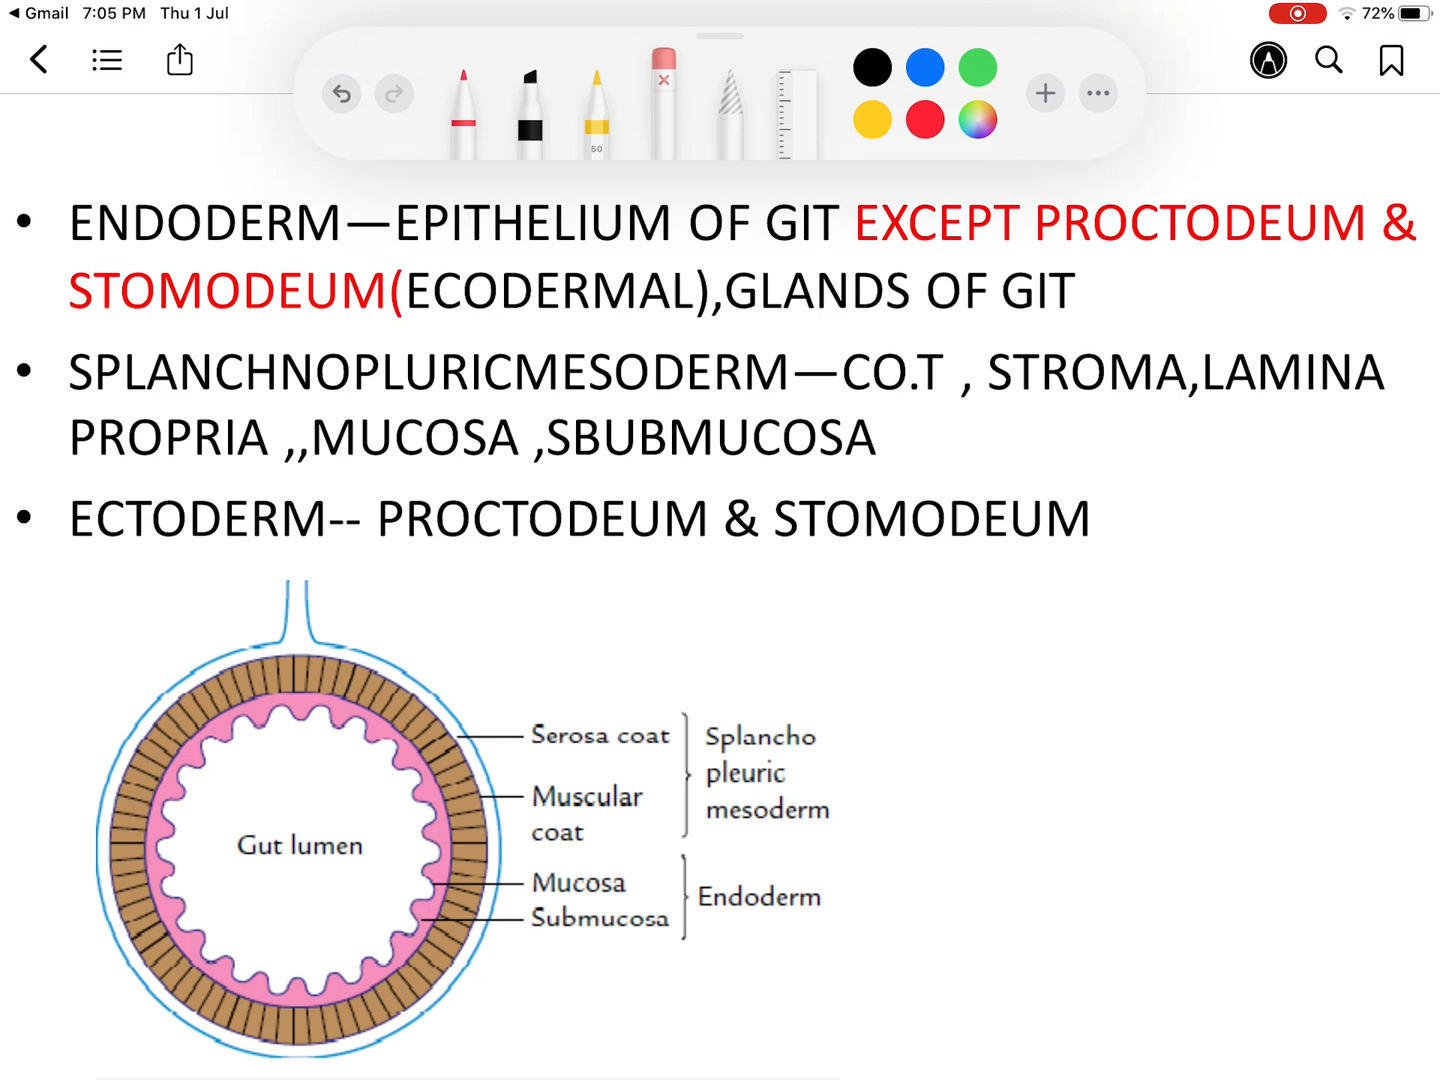 Gmail 7:05 PM Thu 1 Jul 72%
50
• ENDODERM—EPITHELIUM OF GIT EXCEPT PROCTODEUM &
STOMODEUM(ECODERMAL),GLANDS OF GIT
• SPLANCHNOPLURICMESODERM—CO.T , STROMA,LAMINA
PROPRIA ,,MUCOSA ,SBUBMUCOSA
• ECTODERM-- PROCTODEUM & STOMODEUM
Serosa coat
Muscular
coat
Splancho
pleuric
mesoderm
Gut lumen
Mucosa
Submucosa
Endoderm